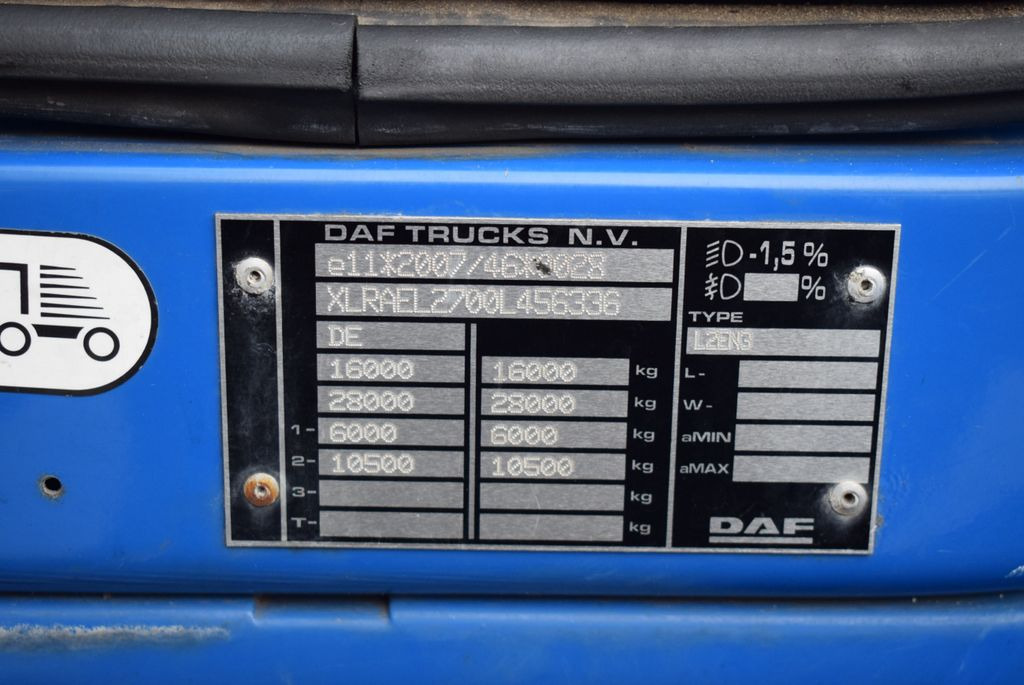 DAF TRUCKS N.V.
e11*2007/46*0028
XLRAEL2700L456336
DE
16000 16000 kg
28000 28000 kg
1- 6000 6000 kg
2- 10500 10500 kg
3- kg
T- kg
-1,5 %
%
TYPE
L2EN3
L-
W-
aMIN
aMAX
DAF